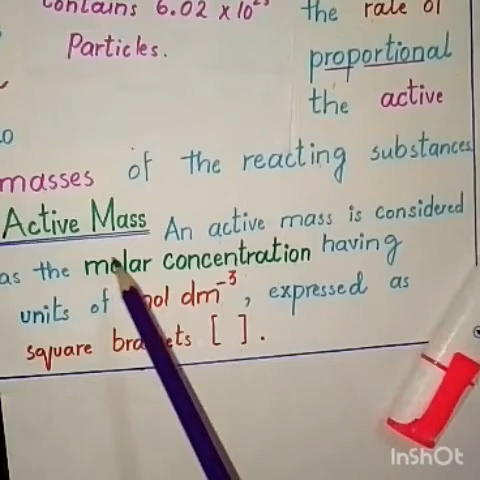 contains 6.02 x 10²³
Particles.
the rate of
proportional
the active
masses of the reacting substances
Active Mass An active mass is considered
as the molar concentration having
units of mol dm⁻³, expressed as
square brackets [ ].
InShOt